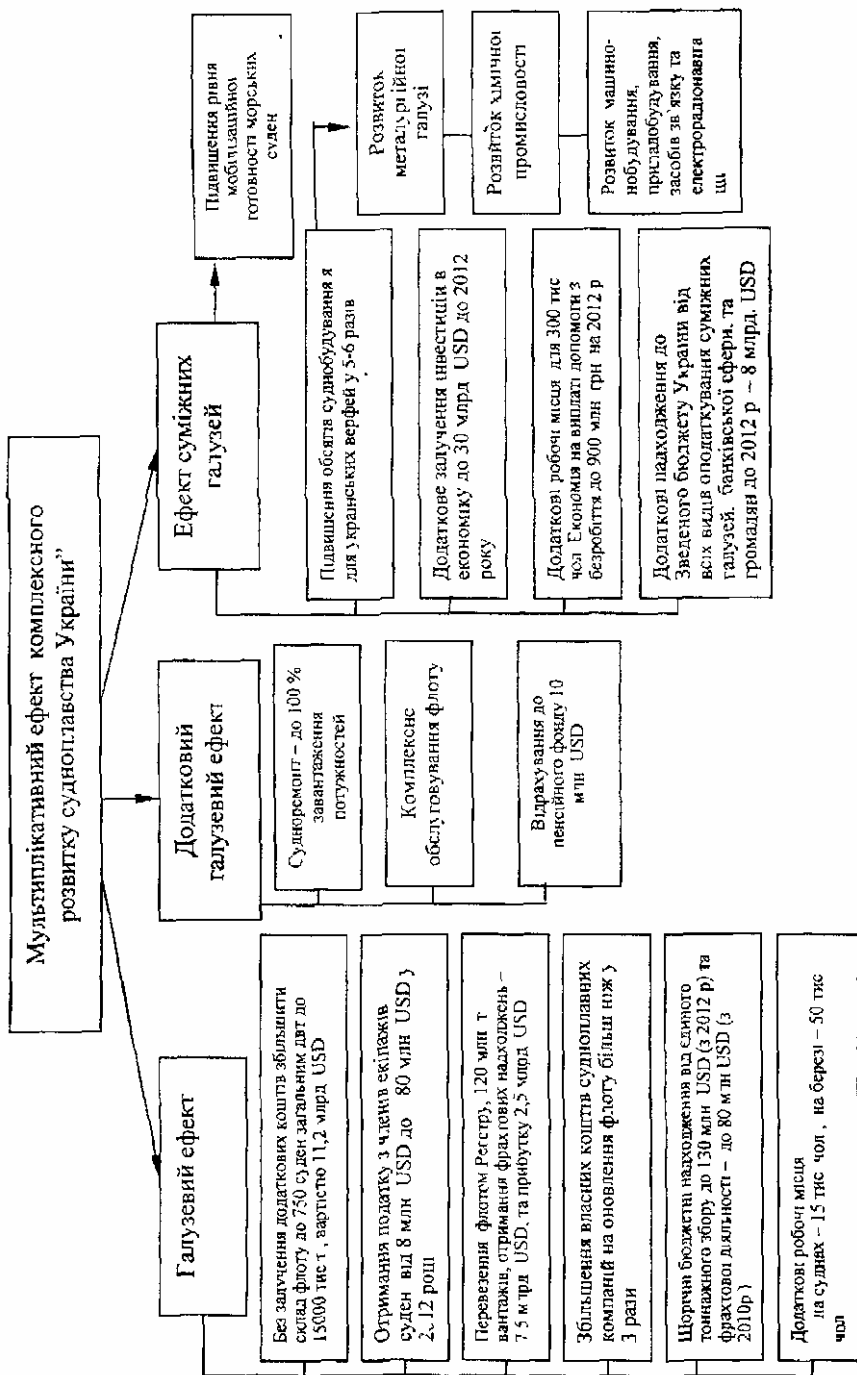 Мультиплікативний ефект комплексного
розвитку судноплавства України”
Галузевий ефект
Без залучення додаткових коштів збільшити
склад флоту до 750 суден загальним двт до
15000 тис т , вартістю 11,2 млрд USD
Отримання податку з членів екіпажів
суден від 8 млн USD до 80 млн USD у
2012 році
Перевезення флотом Реєстру, 120 млн т
вантажів, отримання фрахтових надходжень –
7 5 млрд USD, та прибутку 2,5 млрд USD
Збільшення власних коштів судноплавних
компаній на оновлення флоту більш ніж у
3 рази
Щорічні бюджетні надходження від єдиного
тоннажного збору до 130 млн USD (з 2012 р) та
фрахтової діяльності – до 80 млн USD (з
2010р )
Додаткові робочі місця
на суднах – 15 тис чол , на березі – 50 тис
чол
Додатковий
галузевий ефект
Судноремонт – до 100 %
завантаження
потужностей
Комплексне
обслуговування флоту
Відрахування до
пенсійного фонду 10
млн USD
Ефект суміжних
галузей
Підвищення обсягів суднобудування я
для українських верфей у 5-6 разів
Додаткове залучення інвестицій в
економіку до 30 млрд USD до 2012
року
Додаткові робочі місця для 300 тис
чол Економія на виплаті допомоги з
безробіття до 900 млн грн на 2012 р
Додаткові надходження до
Зведеного бюджету України від
всіх видів оподаткування суміжних
галузей, банківської сфери, та
громадян до 2012 р – 8 млрд. USD
Підвищення рівня
мобілізаційної
готовності морських
суден
Розвиток
металургійної
галузі
Розвиток хімічної
промисловості
Розвиток машино-
нобудування,
приладобудування,
засобів зв'язку та
електрорадіонавіга
ції